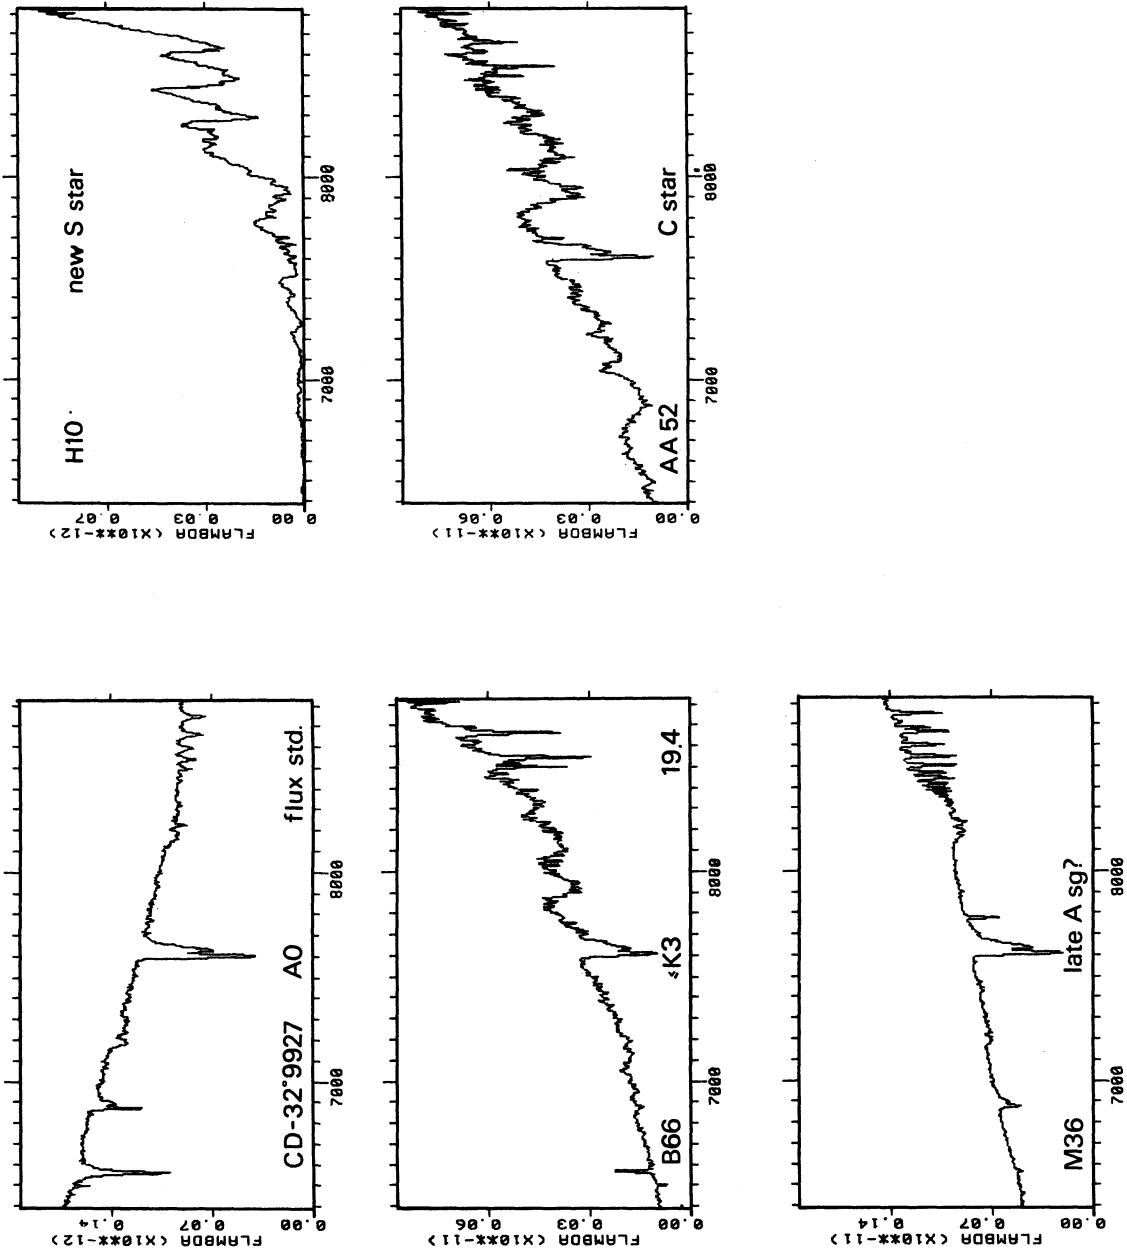 FLAMBDA (X10**-12)
0.14
0.07
0.00
CD-32°9927 A0 flux std.
7000 8000
FLAMBDA (X10**-12)
0.07
0.03
0.00
H10 new S star
7000 8000
FLAMBDA (X10**-11)
0.06
0.03
0.00
B66 K3 19.4
7000 8000
FLAMBDA (X10**-11)
0.06
0.03
0.00
AA52 C star
7000 8000
FLAMBDA (X10**-11)
0.14
0.07
0.00
M36 late A sg?
7000 8000